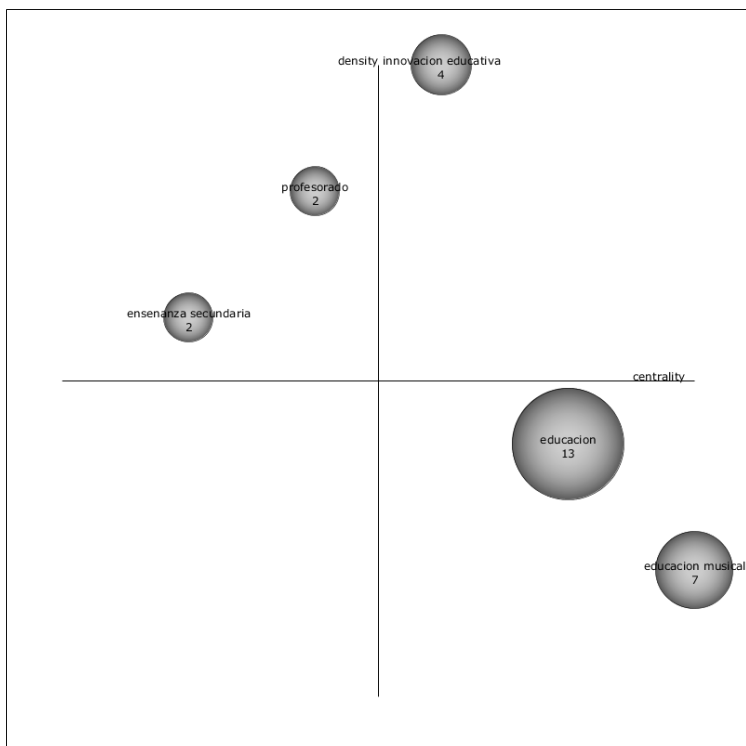 density innovacion educativa
4
profesorado
2
ensenanza secundaria
2
centrality
educacion
13
educacion musical
7